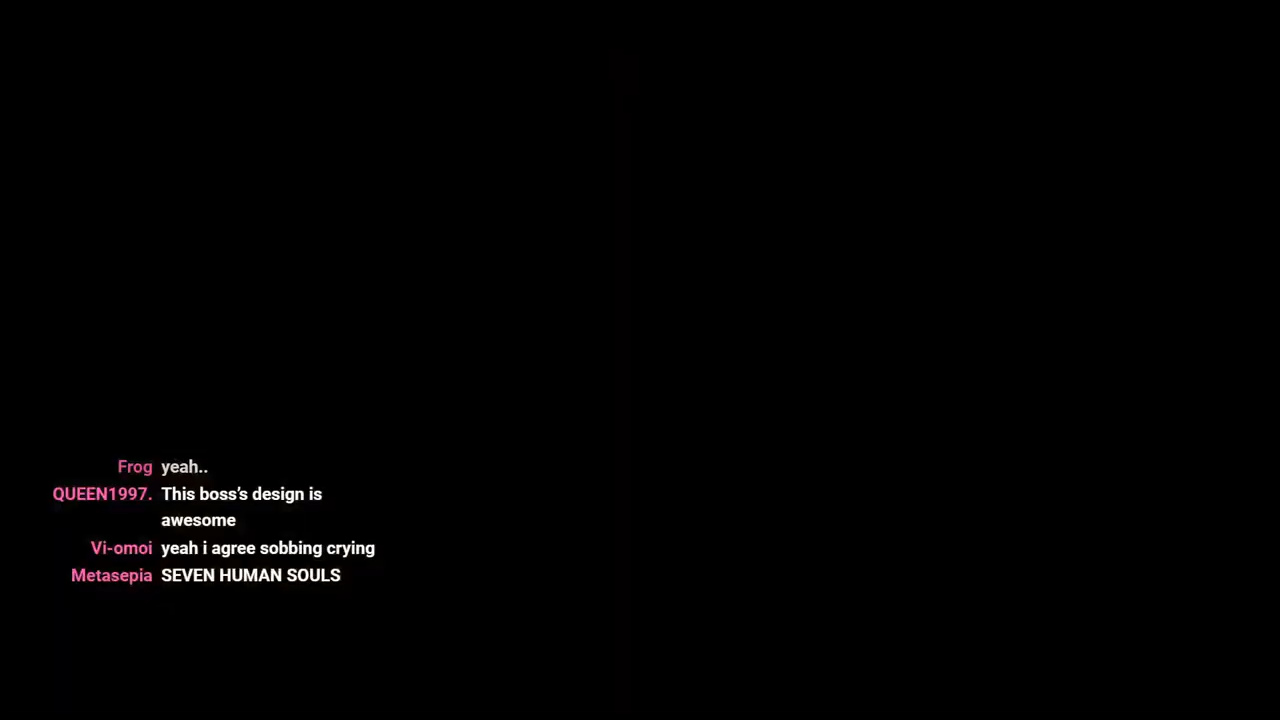 Frog yeah..
QUEEN1997. This boss’s design is
awesome
Vi-omoi yeah i agree sobbing crying
Metasepia SEVEN HUMAN SOULS